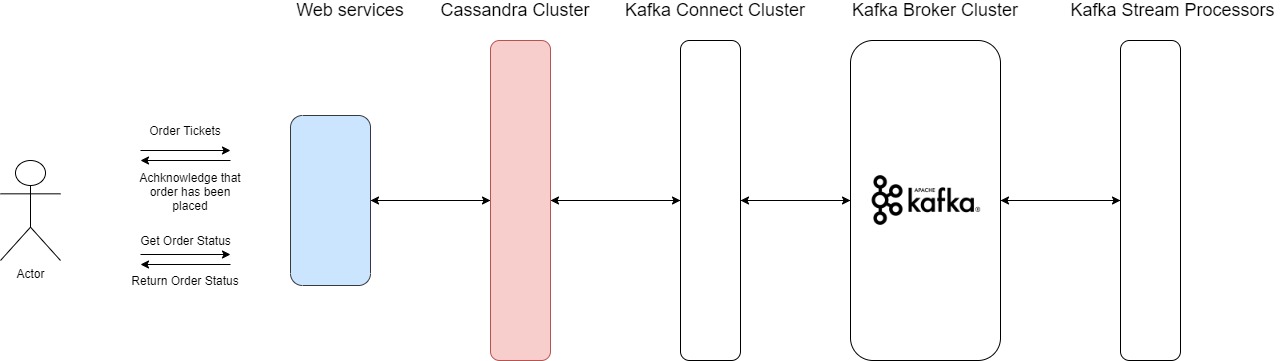 Web services
Cassandra Cluster
Kafka Connect Cluster
Kafka Broker Cluster
Kafka Stream Processors
Order Tickets
Achknowledge that
order has been
placed
Get Order Status
Return Order Status
Actor
APACHE
kafka®